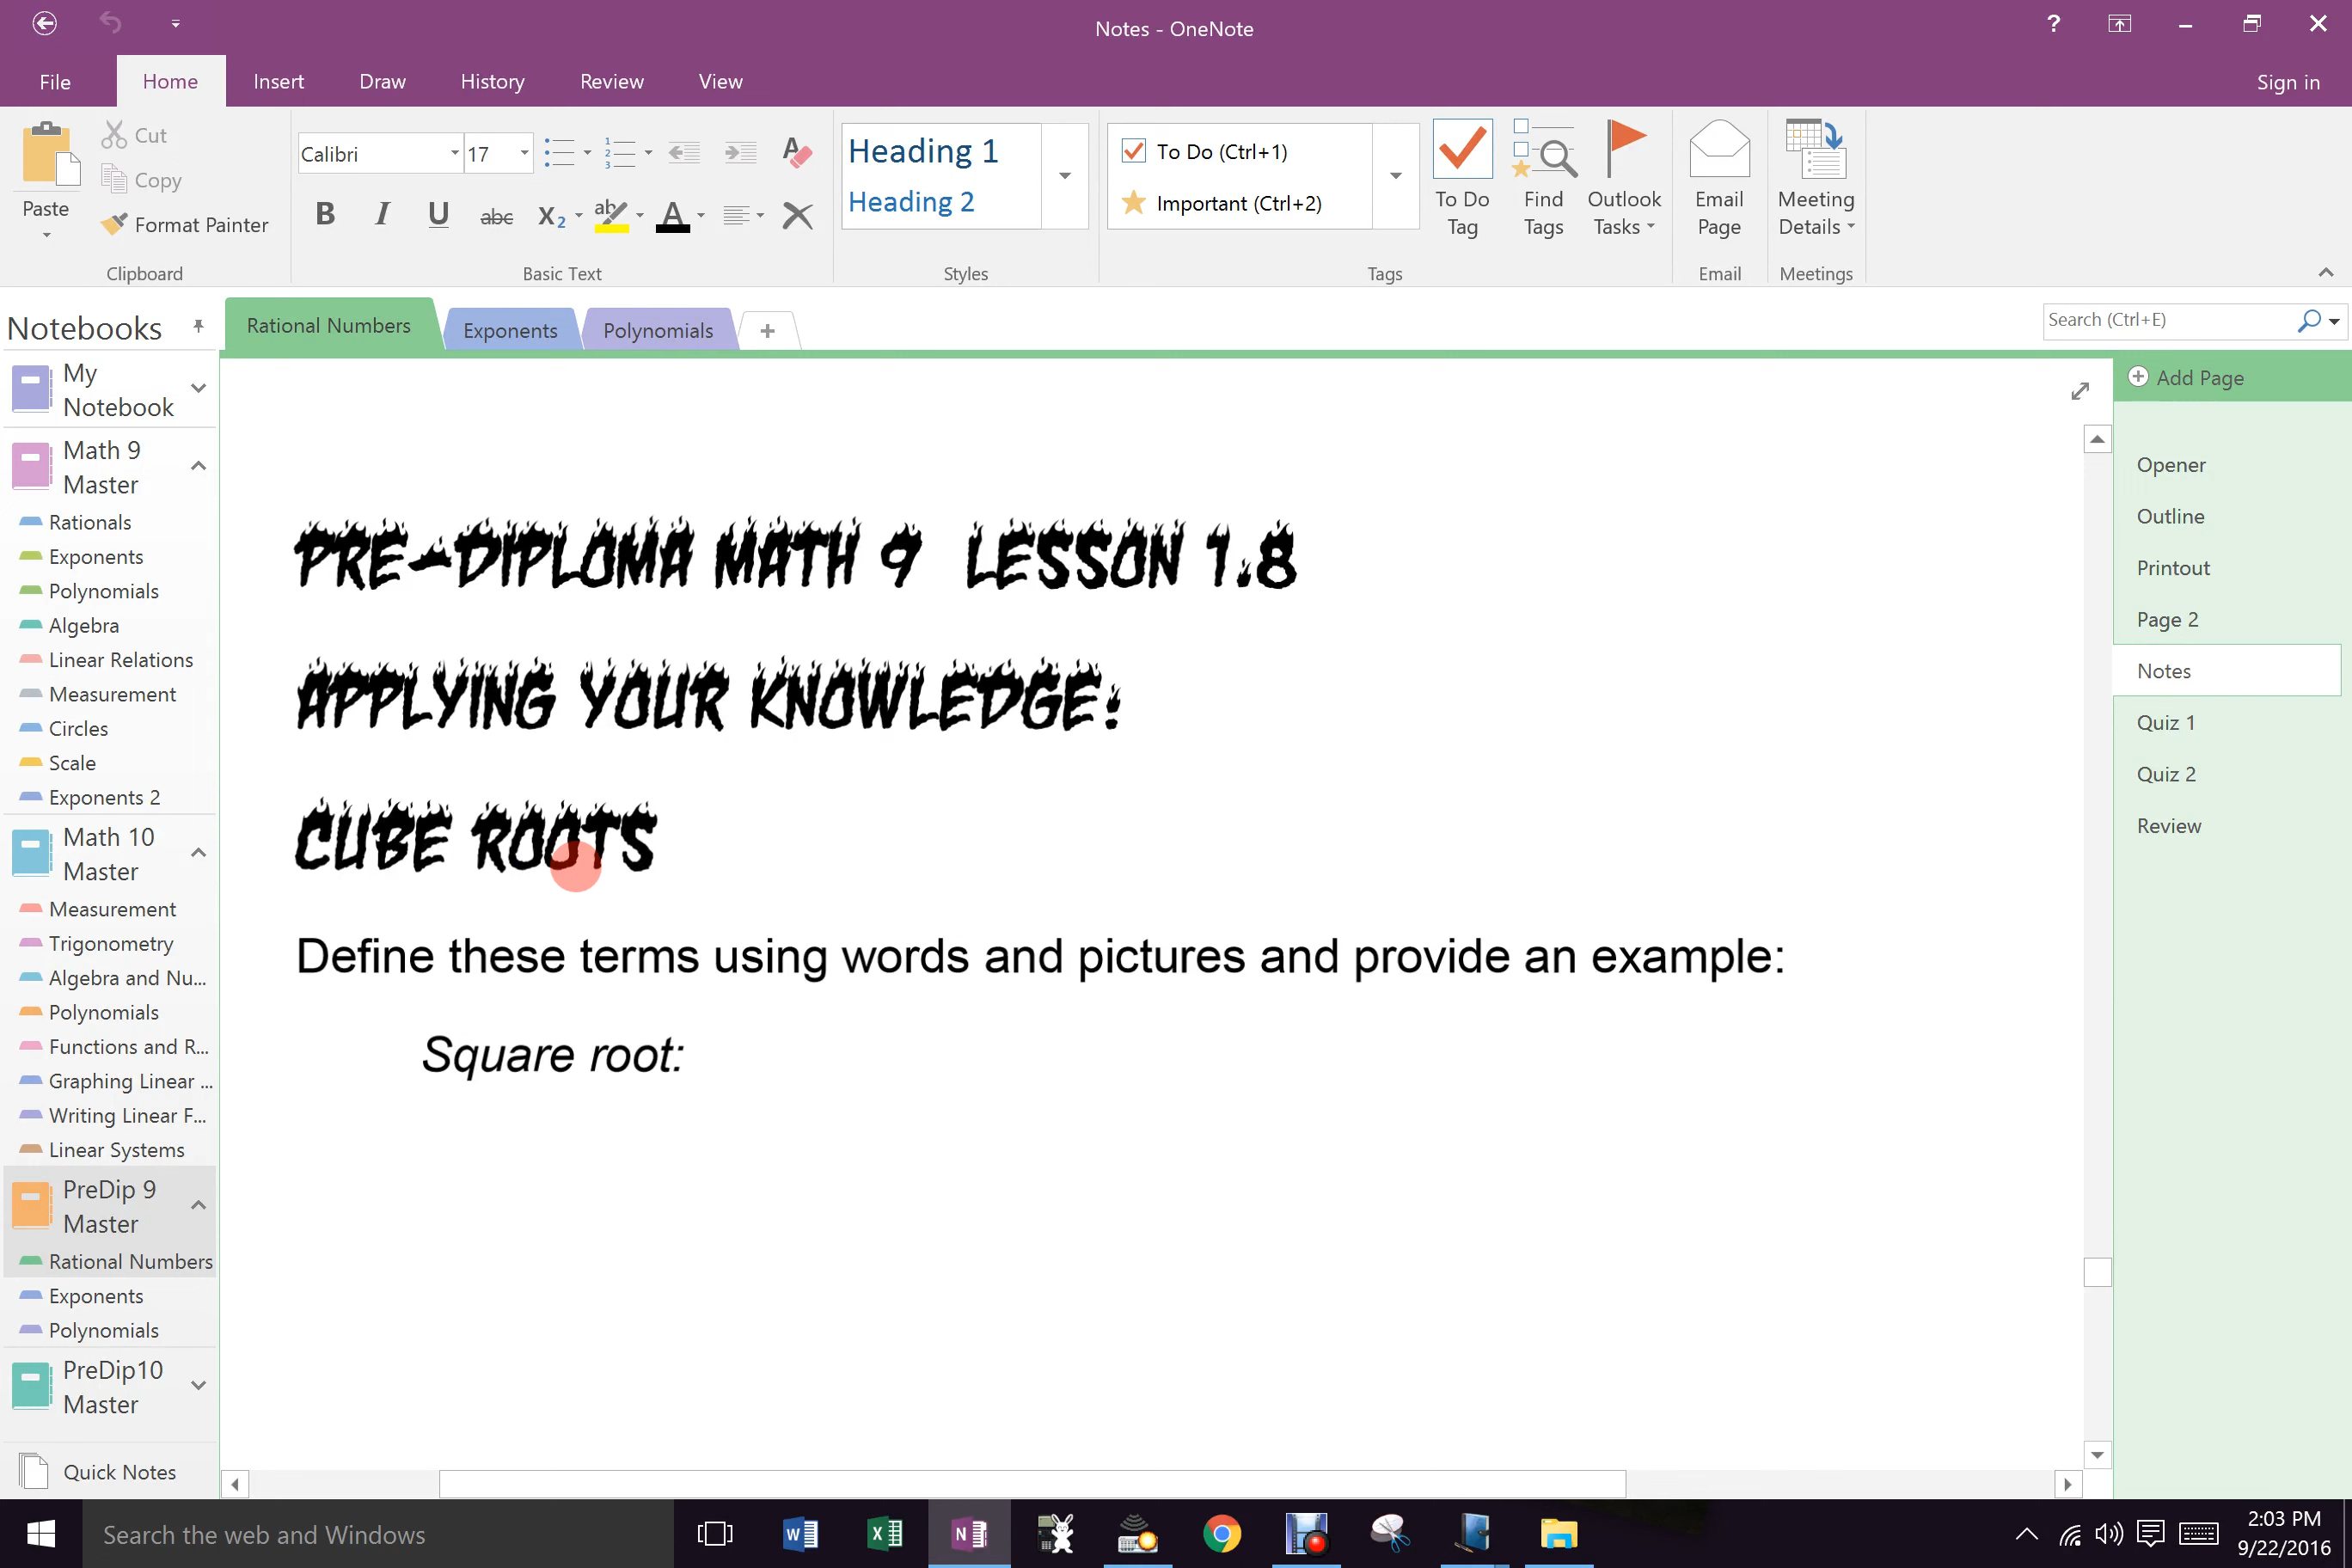 Notes - OneNote
?
File Home Insert Draw History Review View Sign in
Paste
Cut
Copy
Format Painter
Clipboard
Calibri 17
B I U abc X₂ ab A
Basic Text
Heading 1
Heading 2
Styles
To Do (Ctrl+1)
Important (Ctrl+2)
To Do Tag
Find Tags
Outlook Tasks
Tags
Email Page
Email
Meeting Details
Meetings
Notebooks
Rational Numbers Exponents Polynomials +
Search (Ctrl+E)
My Notebook
Math 9 Master
Rationals
Exponents
Polynomials
Algebra
Linear Relations
Measurement
Circles
Scale
Exponents 2
Math 10 Master
Measurement
Trigonometry
Algebra and Nu...
Polynomials
Functions and R...
Graphing Linear ...
Writing Linear F...
Linear Systems
PreDip 9 Master
Rational Numbers
Exponents
Polynomials
PreDip10 Master
Quick Notes
PRE-DIPLOMA MATH 9 LESSON 1.8
APPLYING YOUR KNOWLEDGE:
CUBE ROOTS
Define these terms using words and pictures and provide an example:
Square root:
Add Page
Opener
Outline
Printout
Page 2
Notes
Quiz 1
Quiz 2
Review
Search the web and Windows
2:03 PM
9/22/2016